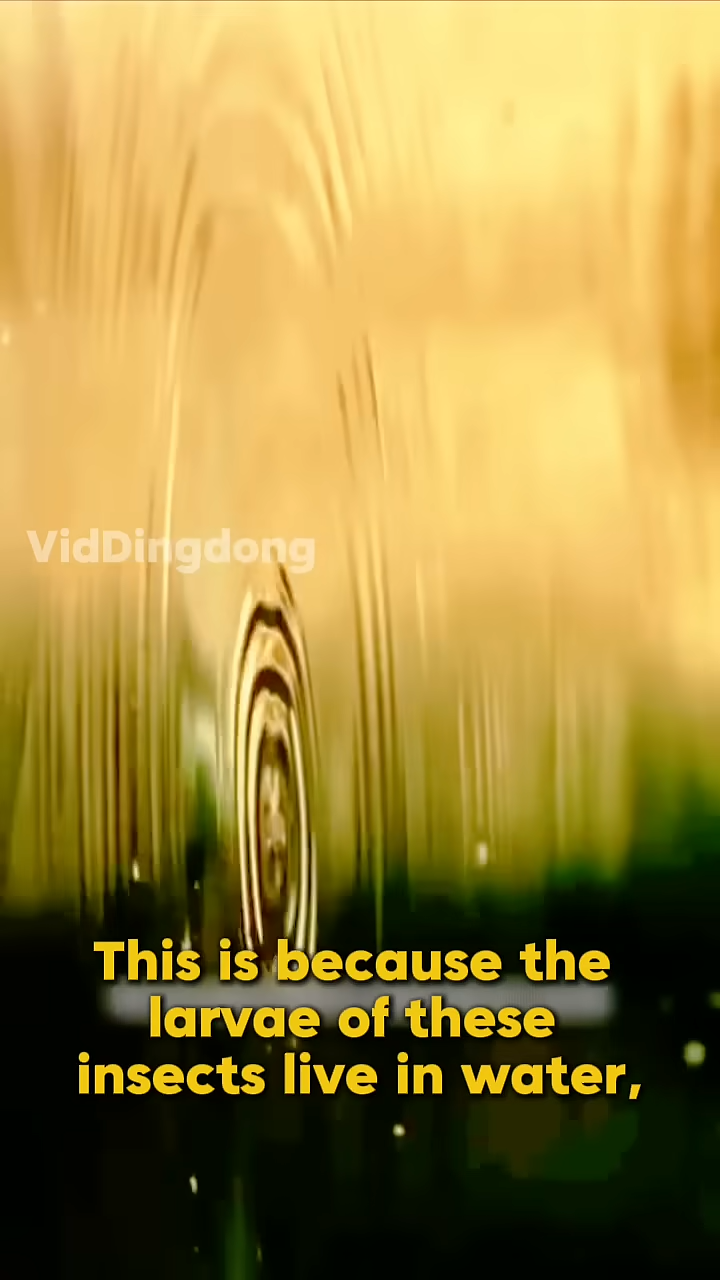 VidDingdong
This is because the
larvae of these
insects live in water,